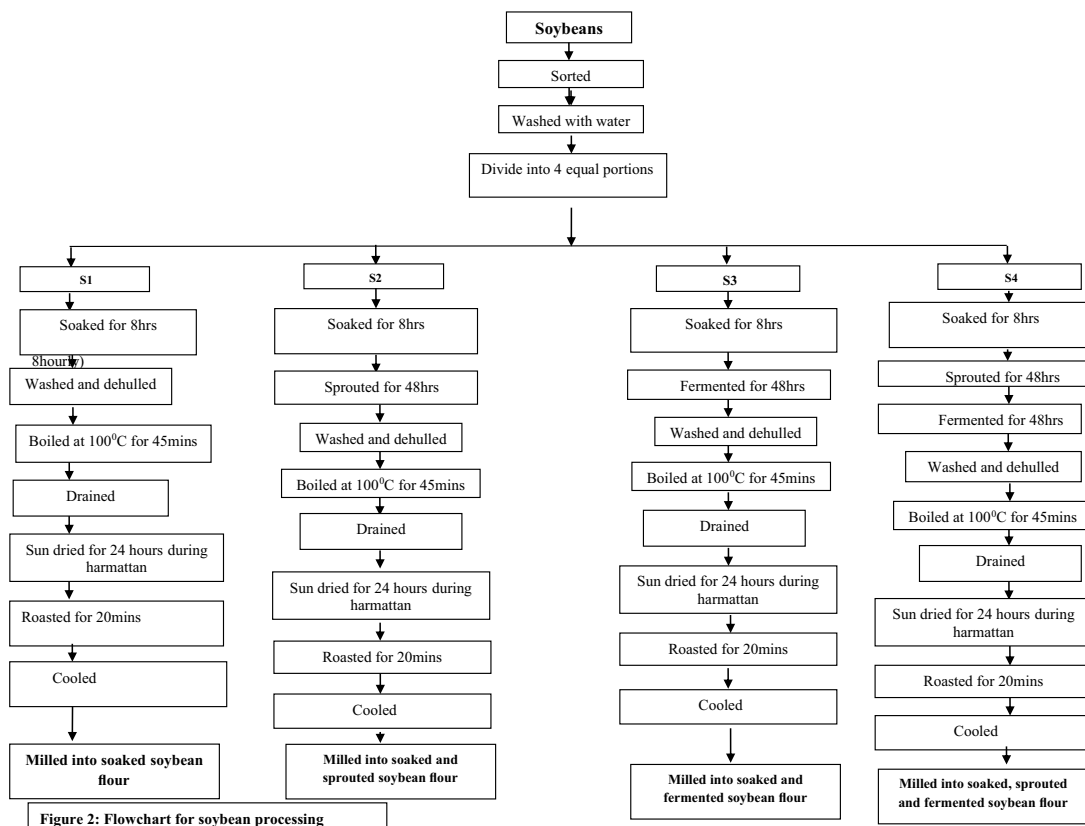 Soybeans
Sorted
Washed with water
Divide into 4 equal portions
S1
Soaked for 8hrs
8hourly)
Washed and dehulled
Boiled at 100⁰C for 45mins
Drained
Sun dried for 24 hours during
harmattan
Roasted for 20mins
Cooled
Milled into soaked soybean
flour
S2
Soaked for 8hrs
Sprouted for 48hrs
Washed and dehulled
Boiled at 100⁰C for 45mins
Drained
Sun dried for 24 hours during
harmattan
Roasted for 20mins
Cooled
Milled into soaked and
sprouted soybean flour
S3
Soaked for 8hrs
Fermented for 48hrs
Washed and dehulled
Boiled at 100⁰C for 45mins
Drained
Sun dried for 24 hours during
harmattan
Roasted for 20mins
Cooled
Milled into soaked and
fermented soybean flour
S4
Soaked for 8hrs
Sprouted for 48hrs
Fermented for 48hrs
Washed and dehulled
Boiled at 100⁰C for 45mins
Drained
Sun dried for 24 hours during
harmattan
Roasted for 20mins
Cooled
Milled into soaked, sprouted
and fermented soybean flour
Figure 2: Flowchart for soybean processing